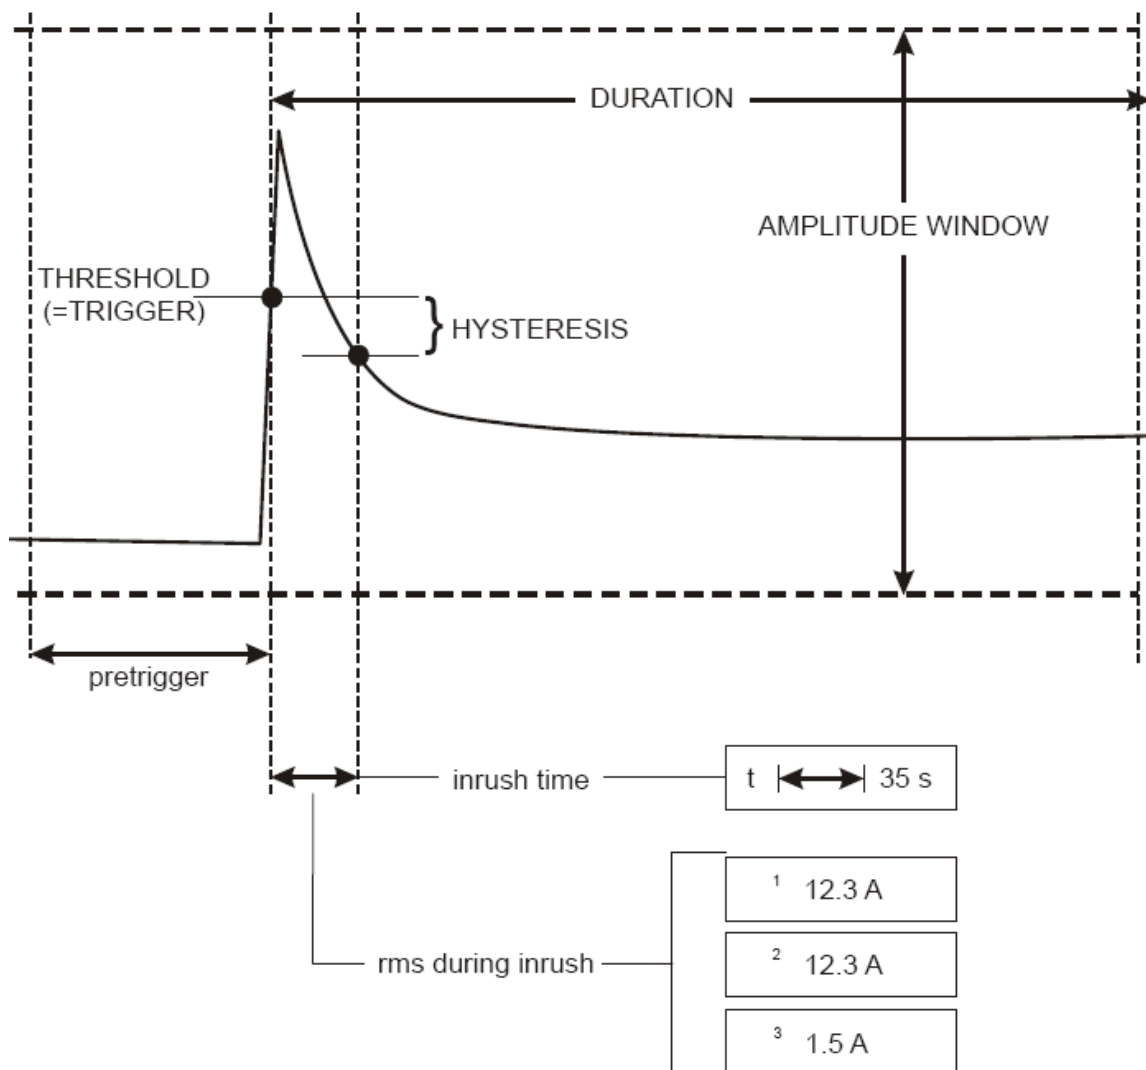 DURATION
AMPLITUDE WINDOW
THRESHOLD
(=TRIGGER)
HYSTERESIS
pretrigger
inrush time
t 35 s
1 12.3 A
2 12.3 A
rms during inrush
3 1.5 A